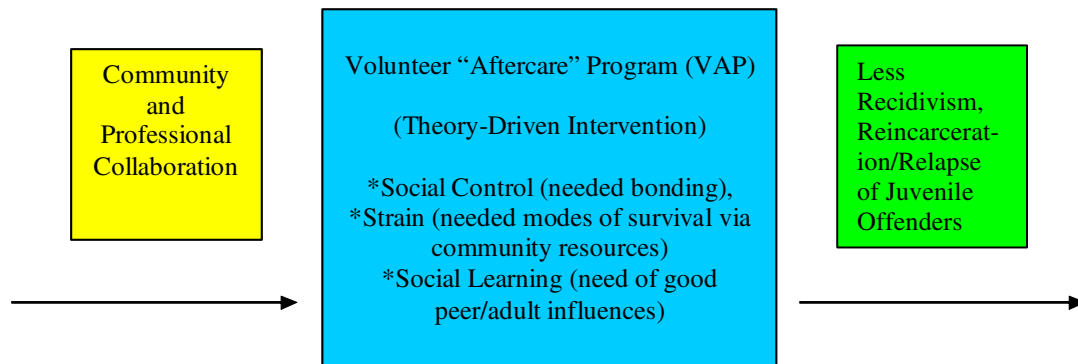 Community
and
Professional
Collaboration
Volunteer “Aftercare” Program (VAP)
(Theory-Driven Intervention)
*Social Control (needed bonding),
*Strain (needed modes of survival via
community resources)
*Social Learning (need of good
peer/adult influences)
Less
Recidivism,
Reincarcerat-
ion/Relapse
of Juvenile
Offenders